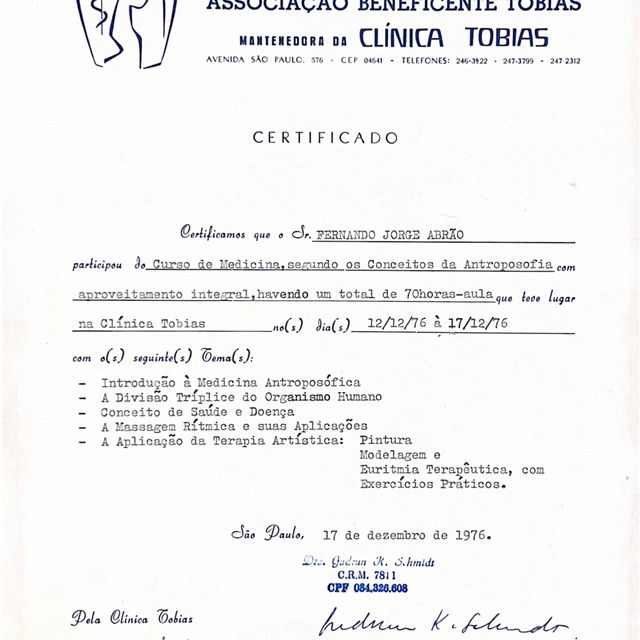 ASSOCIAÇÃO BENEFICENTE TOBIAS
MANTENEDORA DA CLÍNICA TOBIAS
AVENIDA SÃO PAULO, 576 - CEP 04641 - TELEFONES: 246-3522 - 247-3799 - 247-2312
CERTIFICADO
Certificamos que o Sr. FERNANDO JORGE ABRÃO
participou do Curso de Medicina,segundo os Conceitos da Antroposofia com
aproveitamento integral,havendo um total de 70horas-aula que teve lugar
na Clínica Tobias no(s) dia(s) 12/12/76 à 17/12/76
com o(s) seguinte(s) Tema(s):
- Introdução à Medicina Antroposófica
- A Divisão Tríplice do Organismo Humano
- Conceito de Saúde e Doença
- A Massagem Rítmica e suas Aplicações
- A Aplicação da Terapia Artística: Pintura
Modelagem e
Euritmia Terapêutica, com
Exercícios Práticos.
São Paulo, 17 de dezembro de 1976.
Dra. Gudrun K. Schmidt
C.R.M. 7811
CPF 084.326.608
Pela Clínica Tobias
Gudrun K. Schmidt